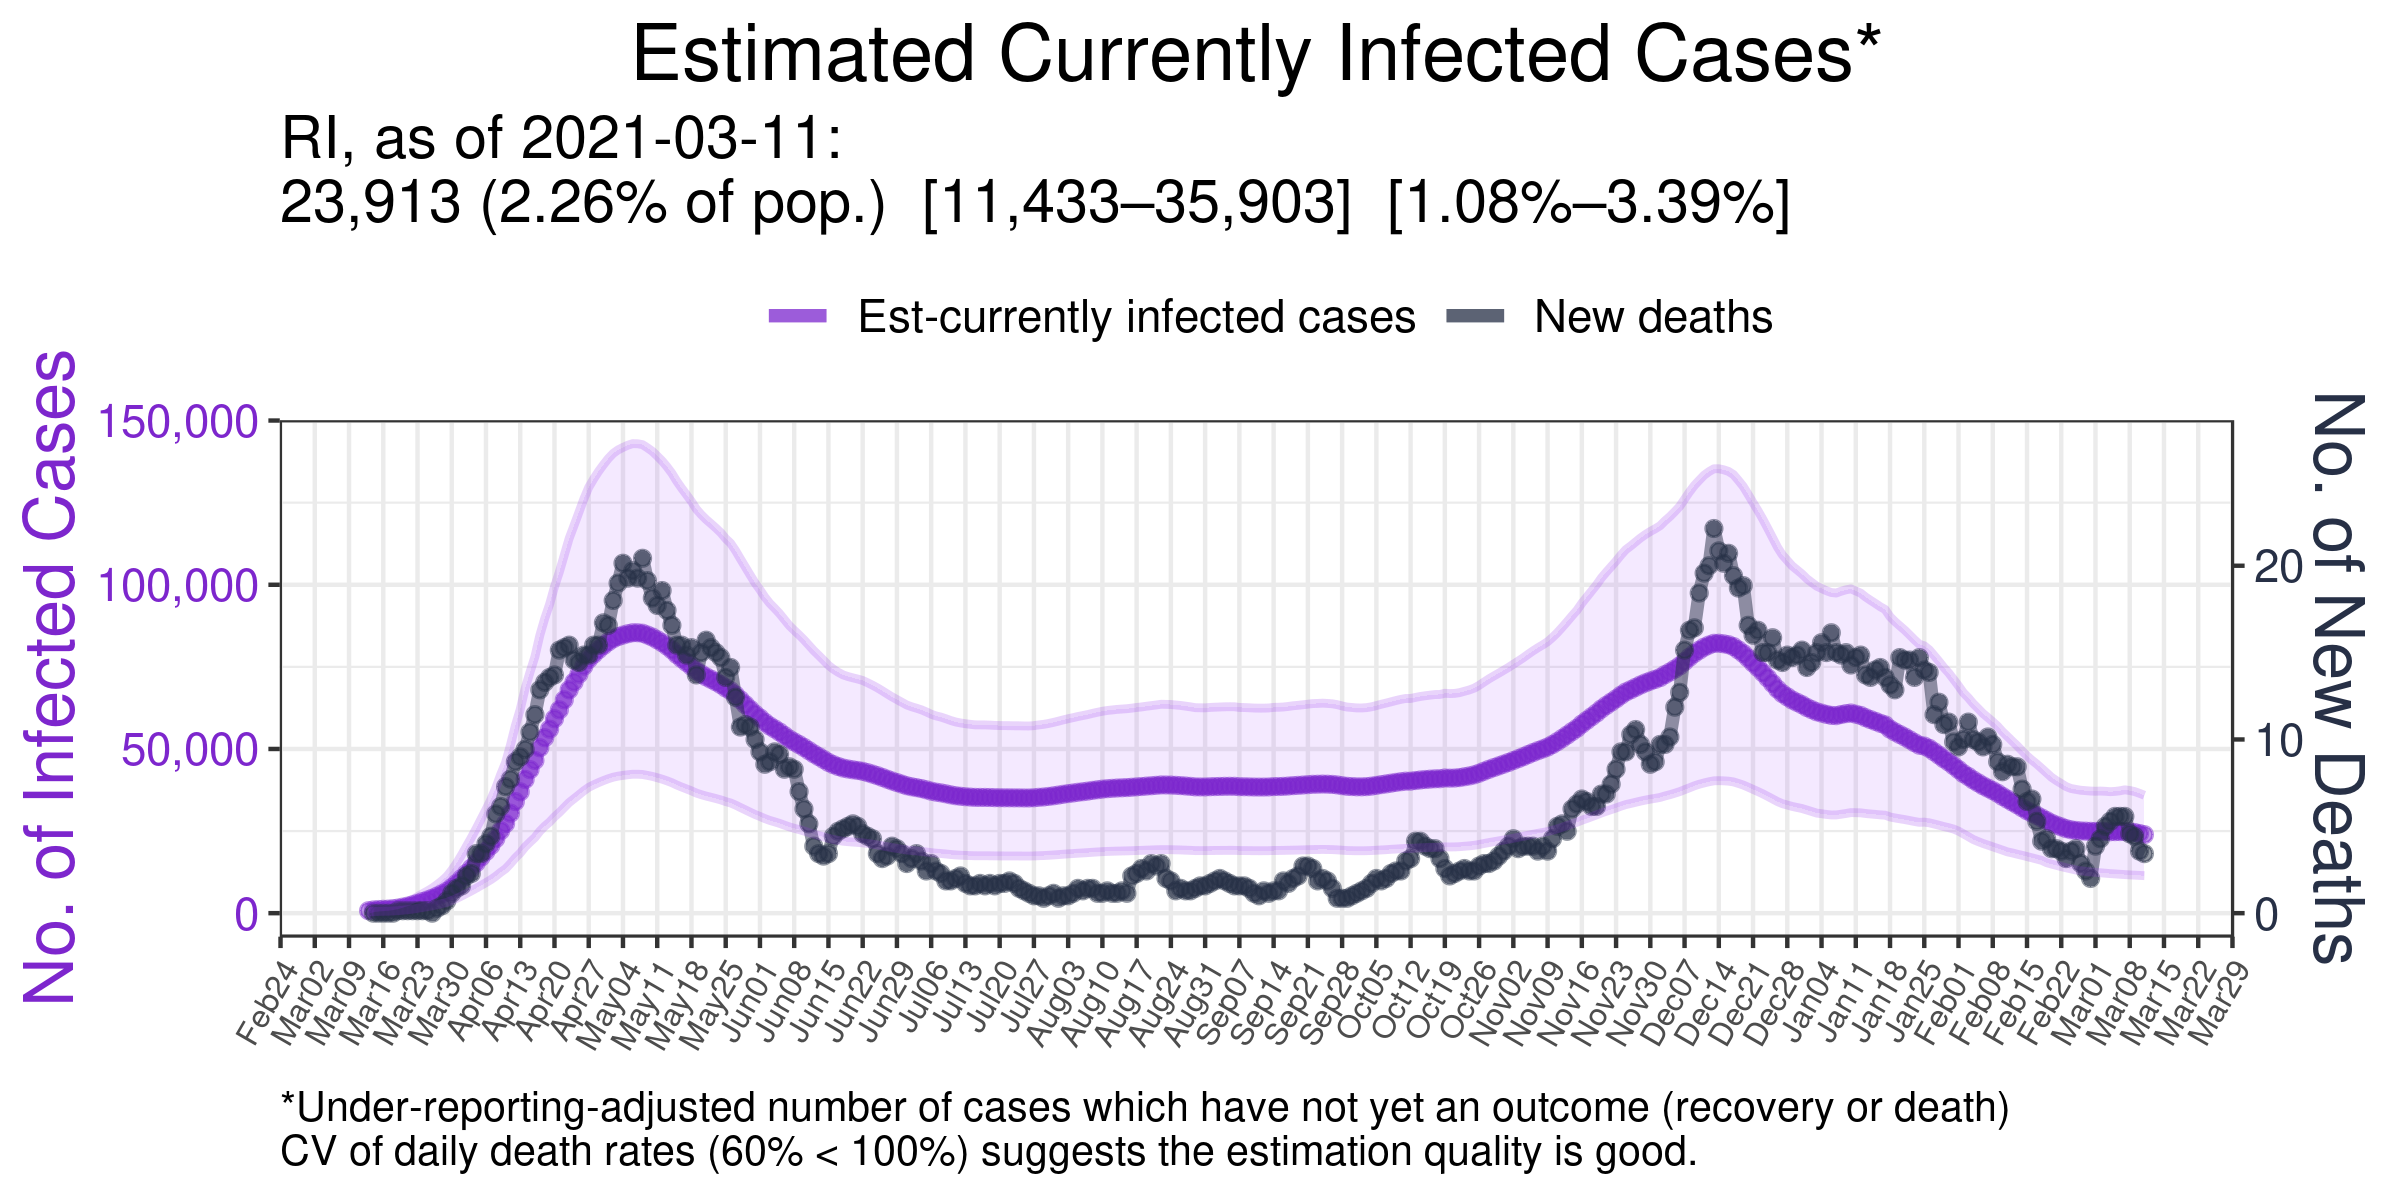 Estimated Currently Infected Cases*
RI, as of 2021-03-11:
23,913 (2.26% of pop.) [11,433–35,903] [1.08%–3.39%]
Est-currently infected cases New deaths
No. of Infected Cases
150,000
100,000
50,000
0
20
10
0
No. of New Deaths
Feb24 Mar02 Mar09 Mar16 Mar23 Mar30 Apr06 Apr13 Apr20 Apr27 May04 May11 May18 May25 Jun01 Jun08 Jun15 Jun22 Jun29 Jul06 Jul13 Jul20 Jul27 Aug03 Aug10 Aug17 Aug24 Aug31 Sep07 Sep14 Sep21 Sep28 Oct05 Oct12 Oct19 Oct26 Nov02 Nov09 Nov16 Nov23 Nov30 Dec07 Dec14 Dec21 Dec28 Jan04 Jan11 Jan18 Jan25 Feb01 Feb08 Feb15 Feb22 Mar01 Mar08 Mar15 Mar22 Mar29
*Under-reporting-adjusted number of cases which have not yet an outcome (recovery or death)
CV of daily death rates (60% < 100%) suggests the estimation quality is good.